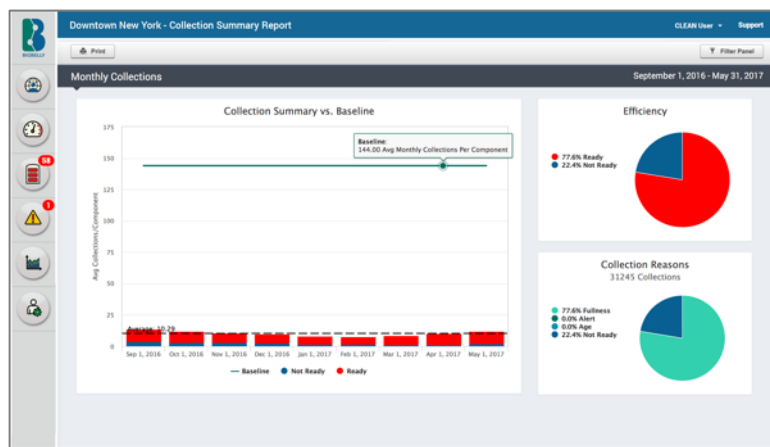 Downtown New York - Collection Summary Report
CLEAN User
Support
BIGBELLY
Print
Filter Panel
Monthly Collections
September 1, 2016 - May 31, 2017
58
1
Collection Summary vs. Baseline
175
150
125
100
75
50
25
0
Avg Collections/Component
Baseline:
144.00 Avg Monthly Collections Per Component
Average: 10.29
Sep 1, 2016
Oct 1, 2016
Nov 1, 2016
Dec 1, 2016
Jan 1, 2017
Feb 1, 2017
Mar 1, 2017
Apr 1, 2017
May 1, 2017
Baseline
Not Ready
Ready
Efficiency
77.6% Ready
22.4% Not Ready
Collection Reasons
31245 Collections
77.6% Fullness
0.0% Alert
0.0% Age
22.4% Not Ready